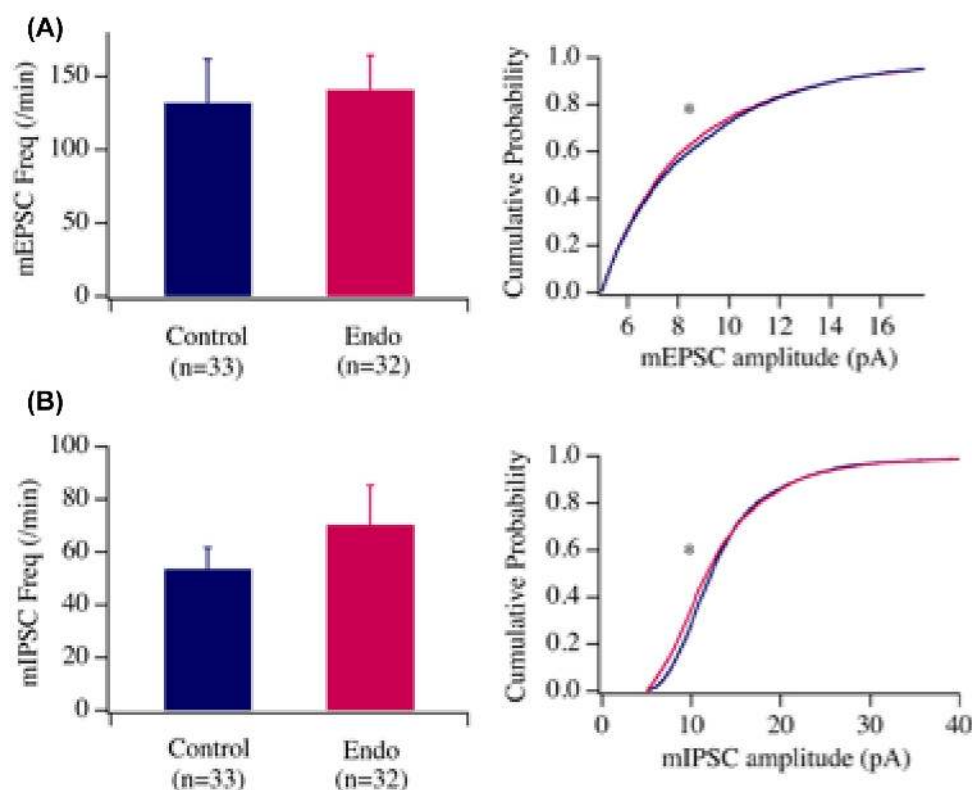 (A)
mEPSC Freq (/min)
150
100
50
0
Control
(n=33)
Endo
(n=32)
Cumulative Probability
1.0
0.8
0.6
0.4
0.2
0.0
*
6 8 10 12 14 16
mEPSC amplitude (pA)
(B)
mIPSC Freq (/min)
100
80
60
40
20
0
Control
(n=33)
Endo
(n=32)
Cumulative Probability
1.0
0.8
0.6
0.4
0.2
0.0
*
0 10 20 30 40
mIPSC amplitude (pA)